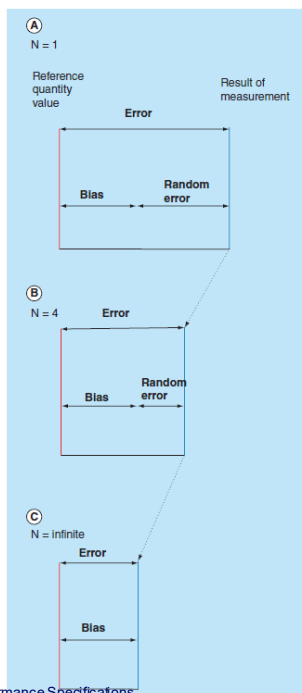 A
N = 1
Reference
quantity
value
Result of
measurement
Error
Bias
Random
error
B
N = 4
Error
Bias
Random
error
C
N = infinite
Error
Bias